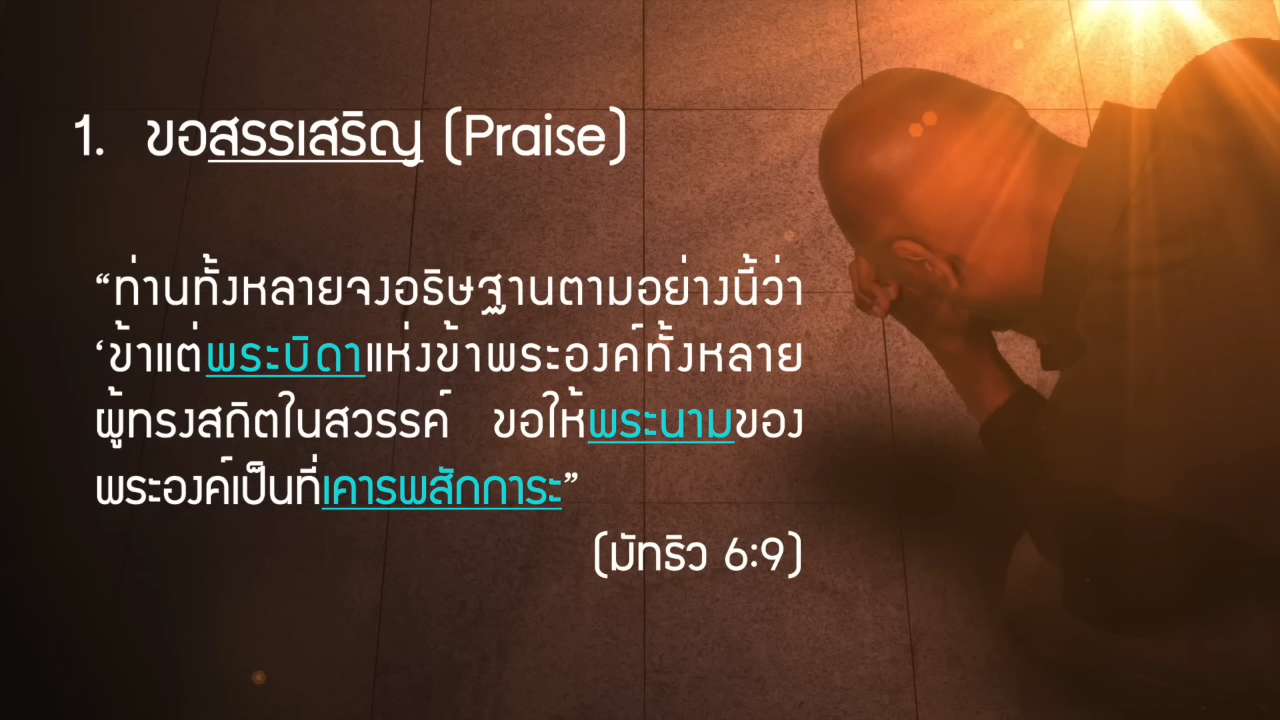 1. ขอสรรเสริญ (Praise)
“ท่านทั้งหลายจงอธิษฐานตามอย่างนี้ว่า
‘ข้าแต่พระบิดาแห่งข้าพระองค์ทั้งหลาย
ผู้ทรงสถิตในสวรรค์ ขอให้พระนามของ
พระองค์เป็นที่เคารพสักการะ”
(มัทธิว 6:9)